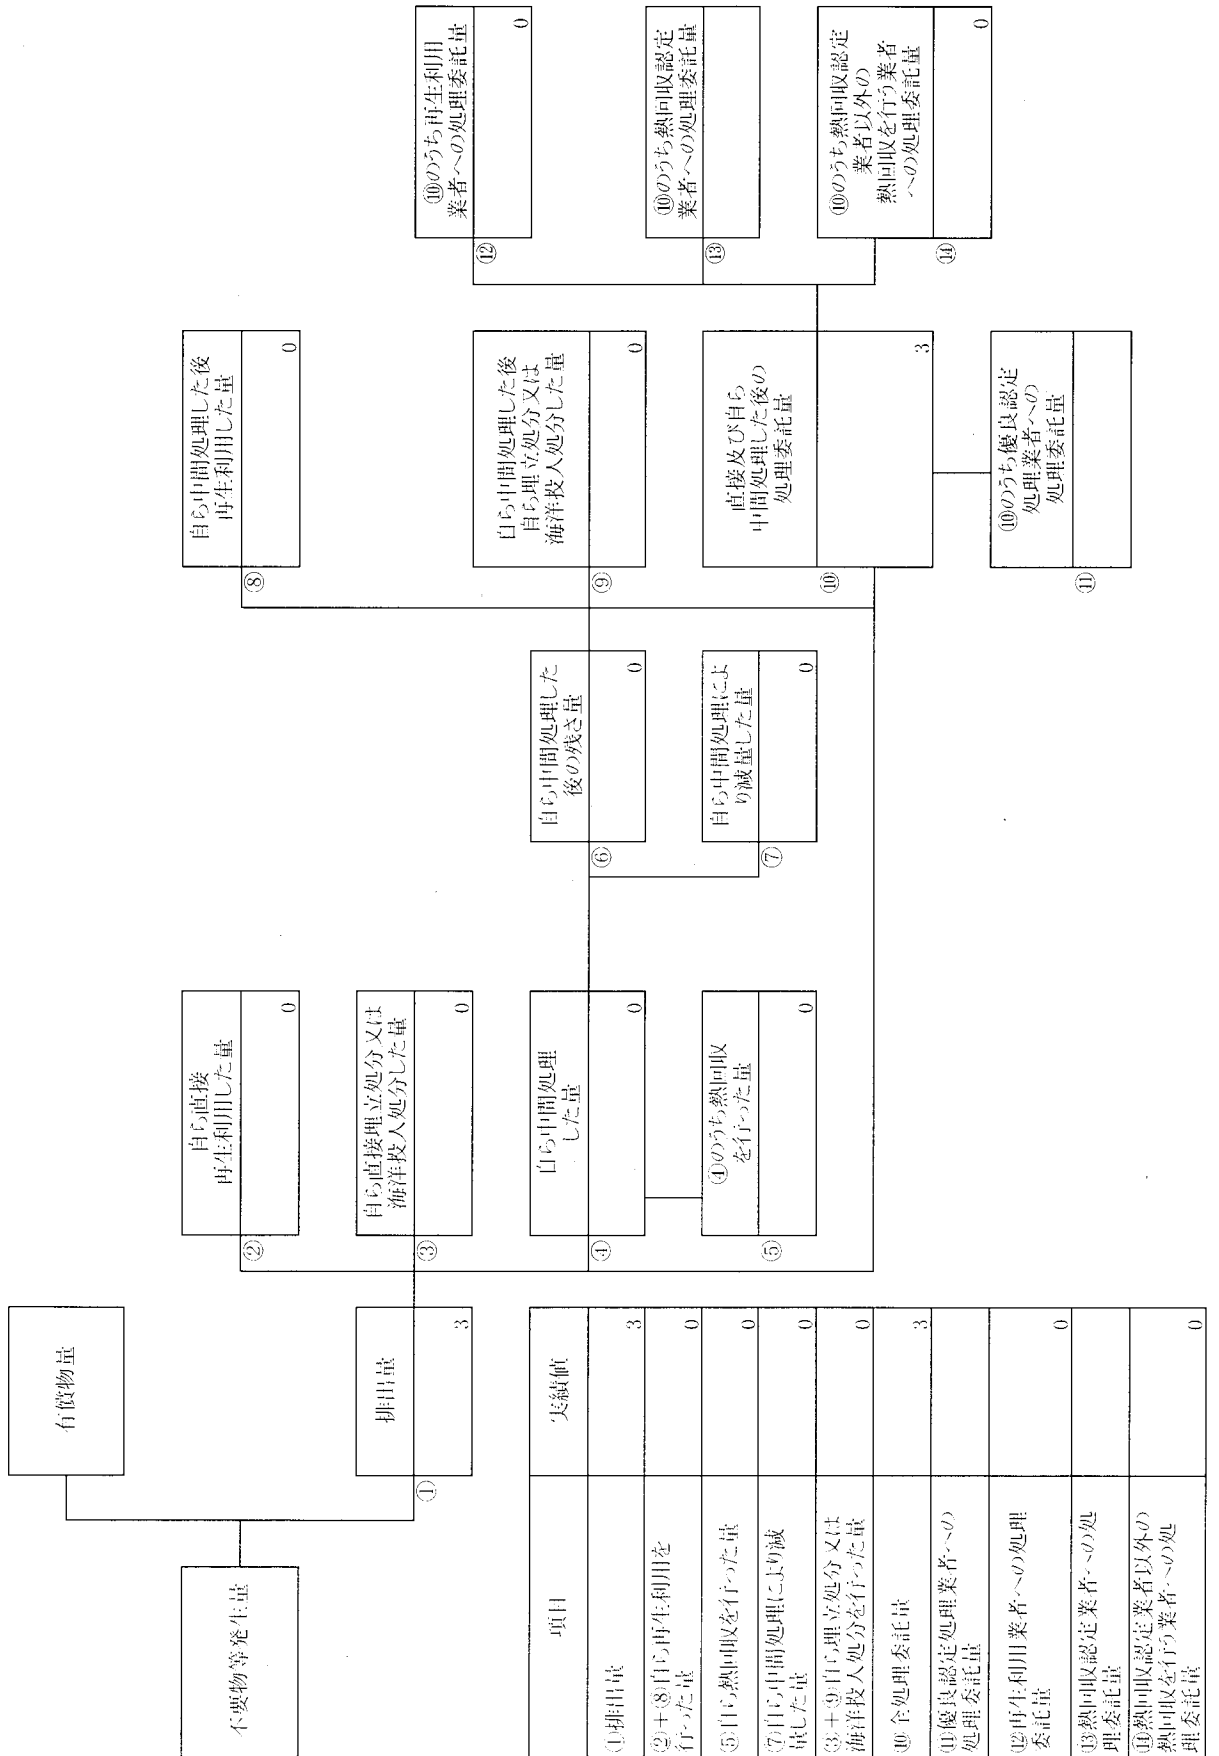 不要物等発生量
有償物量
①
排出量
3
②
自ら直接
再生利用した量
0
③
自ら直接埋立処分又は
海洋投入処分した量
0
④
自ら中間処理
した量
0
⑤
④のうち熱回収
を行った量
0
⑥
自ら中間処理した
後の残さ量
0
⑦
自ら中間処理によ
り減量した量
0
⑧
自ら中間処理した後
再生利用した量
0
⑨
自ら中間処理した後
自ら埋立処分又は
海洋投入処分した量
0
⑩
直接及び自ら
中間処理した後の
処理委託量
3
⑪
⑩のうち優良認定
処理業者への
処理委託量
⑫
⑩のうち再生利用
業者への処理委託量
0
⑬
⑩のうち熱回収認定
業者への処理委託量
⑭
⑩のうち熱回収認定
業者以外の
熱回収を行う業者
への処理委託量
0
項目 実績値
①排出量 3
②+⑧自ら再生利用を
行った量 0
⑤自ら熱回収を行った量 0
⑦自ら中間処理により減
量した量 0
③+⑨自ら埋立処分又は
海洋投入処分を行った量 0
⑩全処理委託量 3
⑪優良認定処理業者への
処理委託量
⑫再生利用業者への処理
委託量 0
⑬熱回収認定業者への処
理委託量
⑭熱回収認定業者以外の
熱回収を行う業者への処
理委託量 0